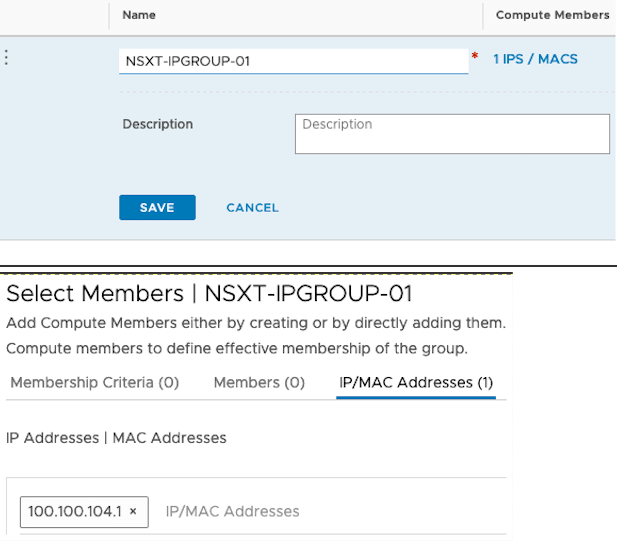 Name Compute Members
NSXT-IPGROUP-01 * 1 IPS / MACS
Description Description
SAVE CANCEL
Select Members | NSXT-IPGROUP-01
Add Compute Members either by creating or by directly adding them.
Compute members to define effective membership of the group.
Membership Criteria (0) Members (0) IP/MAC Addresses (1)
IP Addresses | MAC Addresses
100.100.104.1 × IP/MAC Addresses